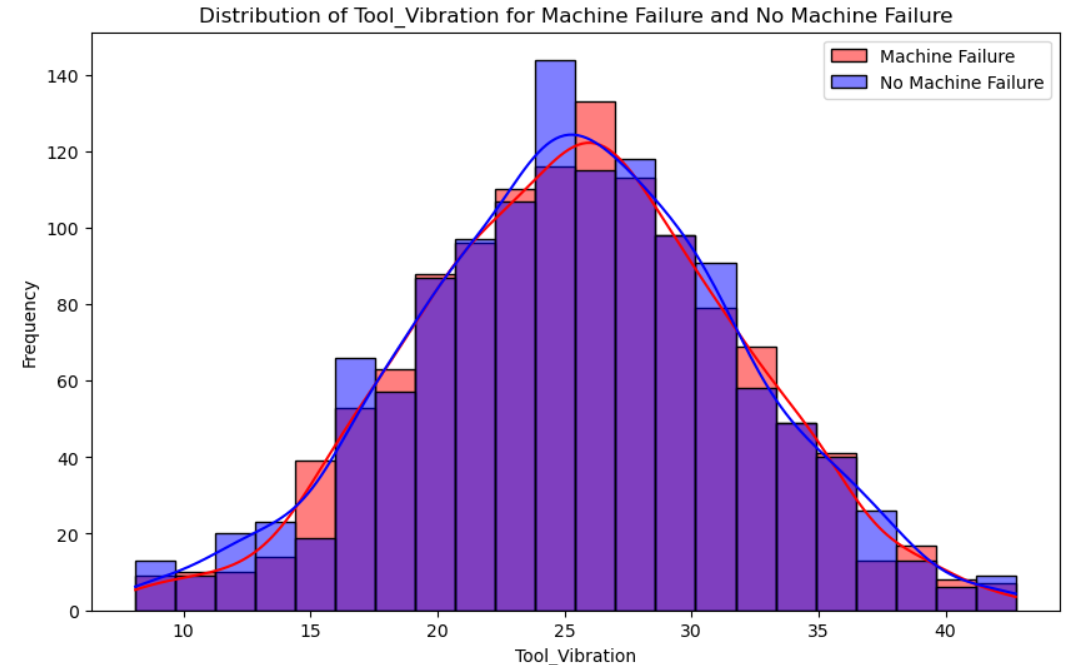 Distribution of Tool_Vibration for Machine Failure and No Machine Failure
Machine Failure
No Machine Failure
Frequency
140
120
100
80
60
40
20
0
10 15 20 25 30 35 40
Tool_Vibration